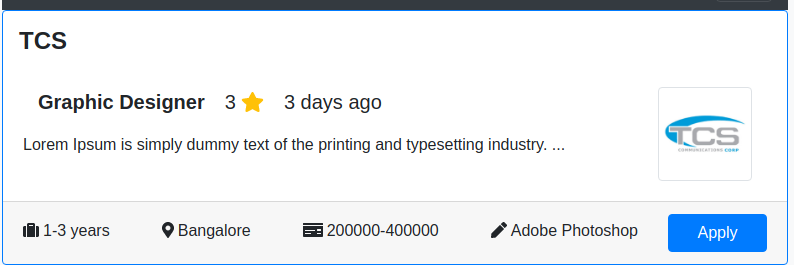 TCS
Graphic Designer 3 3 days ago
TCS
COMMUNICATIONS CORP
Lorem Ipsum is simply dummy text of the printing and typesetting industry. ...
1-3 years Bangalore 200000-400000 Adobe Photoshop Apply